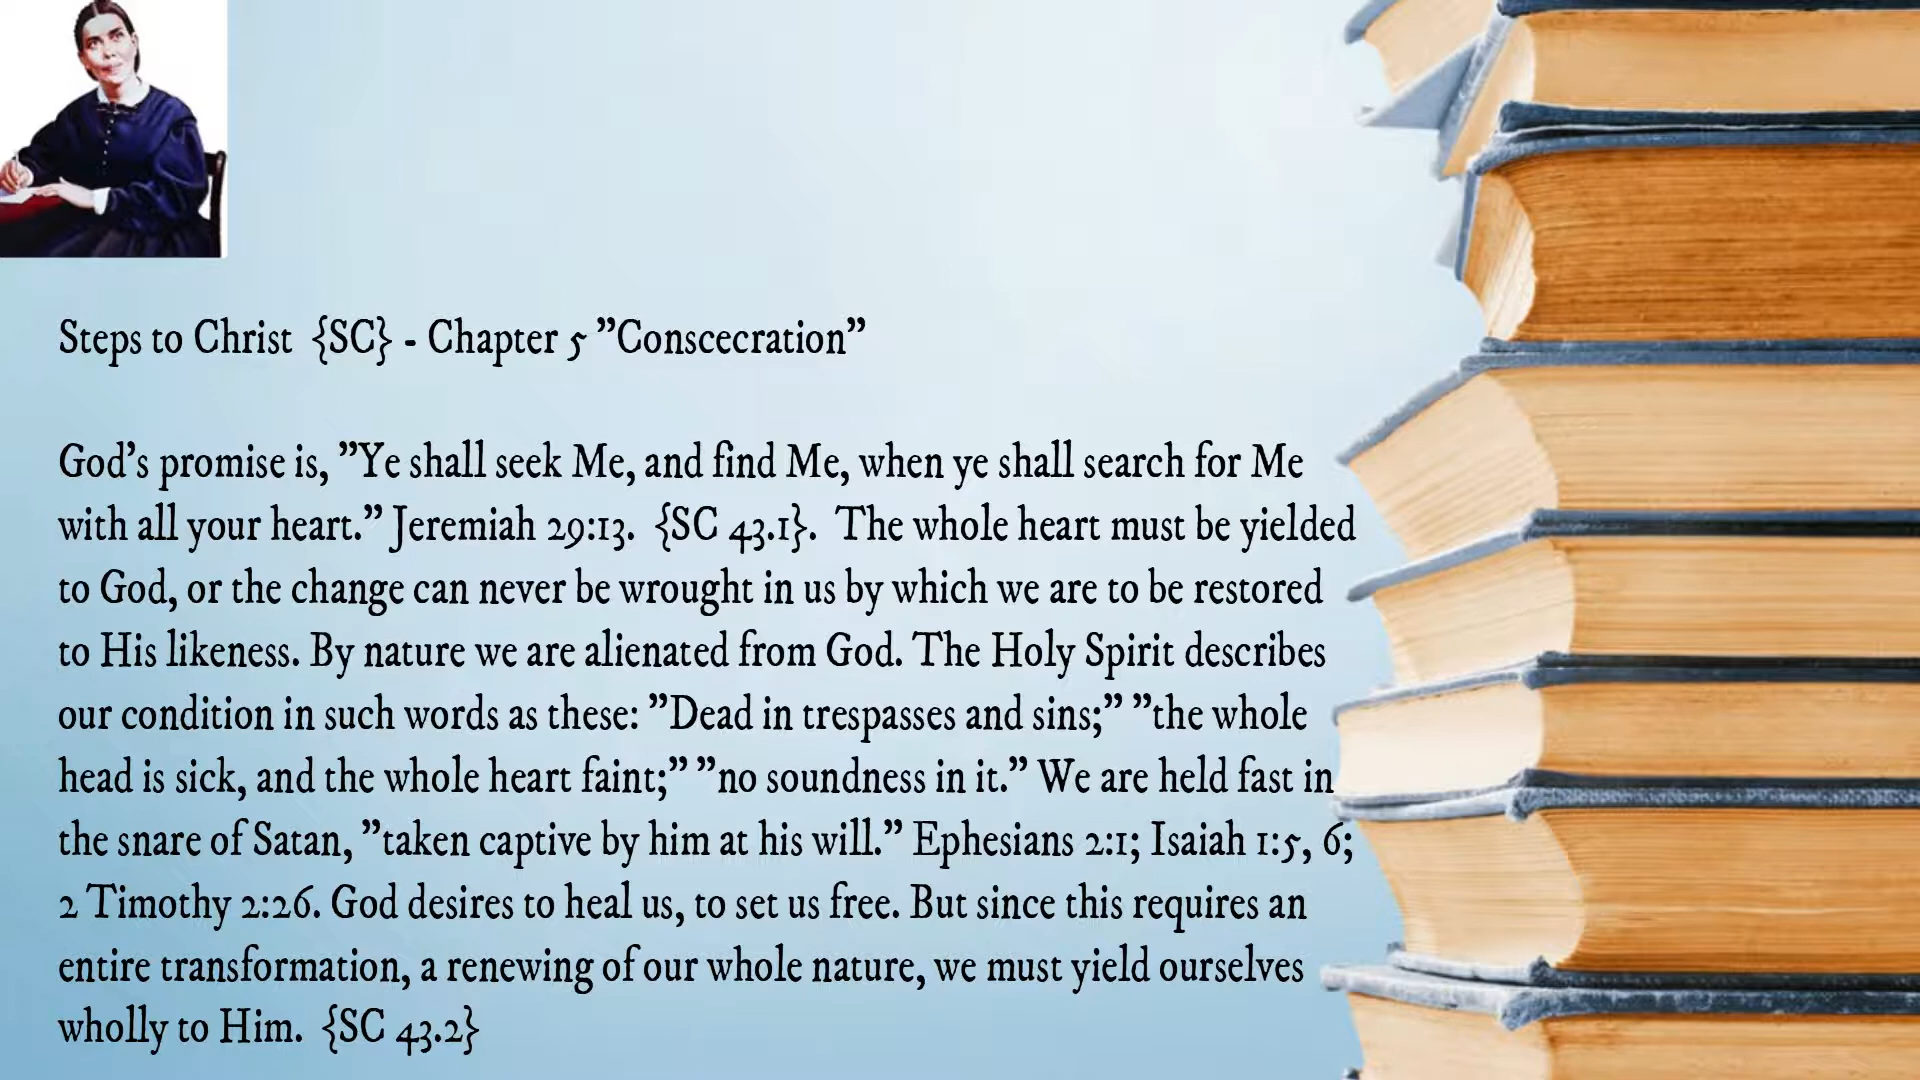 Steps to Christ {SC} - Chapter 5 "Conscecration"
God's promise is, "Ye shall seek Me, and find Me, when ye shall search for Me
with all your heart." Jeremiah 29:13. {SC 43.1}. The whole heart must be yielded
to God, or the change can never be wrought in us by which we are to be restored
to His likeness. By nature we are alienated from God. The Holy Spirit describes
our condition in such words as these: "Dead in trespasses and sins;" "the whole
head is sick, and the whole heart faint;" "no soundness in it." We are held fast in
the snare of Satan, "taken captive by him at his will." Ephesians 2:1; Isaiah 1:5, 6;
2 Timothy 2:26. God desires to heal us, to set us free. But since this requires an
entire transformation, a renewing of our whole nature, we must yield ourselves
wholly to Him. {SC 43.2}